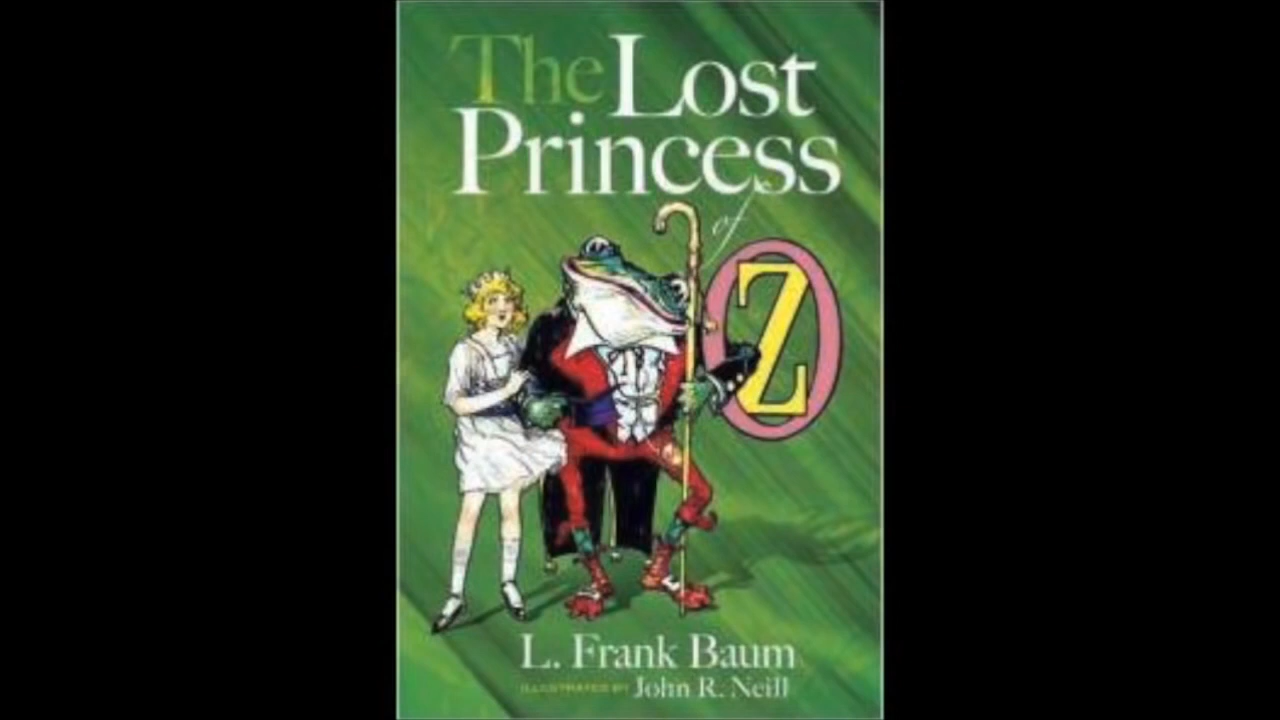 The Lost
Princess
of
OZ
L. Frank Baum
ILLUSTRATED BY John R. Neill